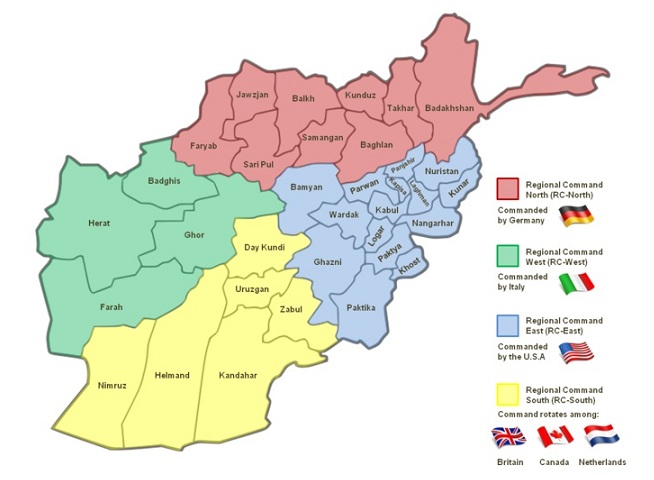 Jawzjan
Balkh
Kunduz
Takhar
Badakhshan
Faryab
Samangan
Baghlan
Sari Pul
Badghis
Bamyan
Parwan
Panjshir
Kapisa
Laghman
Nuristan
Kunar
Herat
Ghor
Wardak
Kabul
Nangarhar
Day Kundi
Logar
Paktya
Khost
Ghazni
Farah
Uruzgan
Zabul
Paktika
Nimruz
Helmand
Kandahar
Regional Command
North (RC-North)
Commanded
by Germany
Regional Command
West (RC-West)
Commanded
by Italy
Regional Command
East (RC-East)
Commanded
by the U.S.A
Regional Command
South (RC-South)
Command rotates among:
Britain
Canada
Netherlands